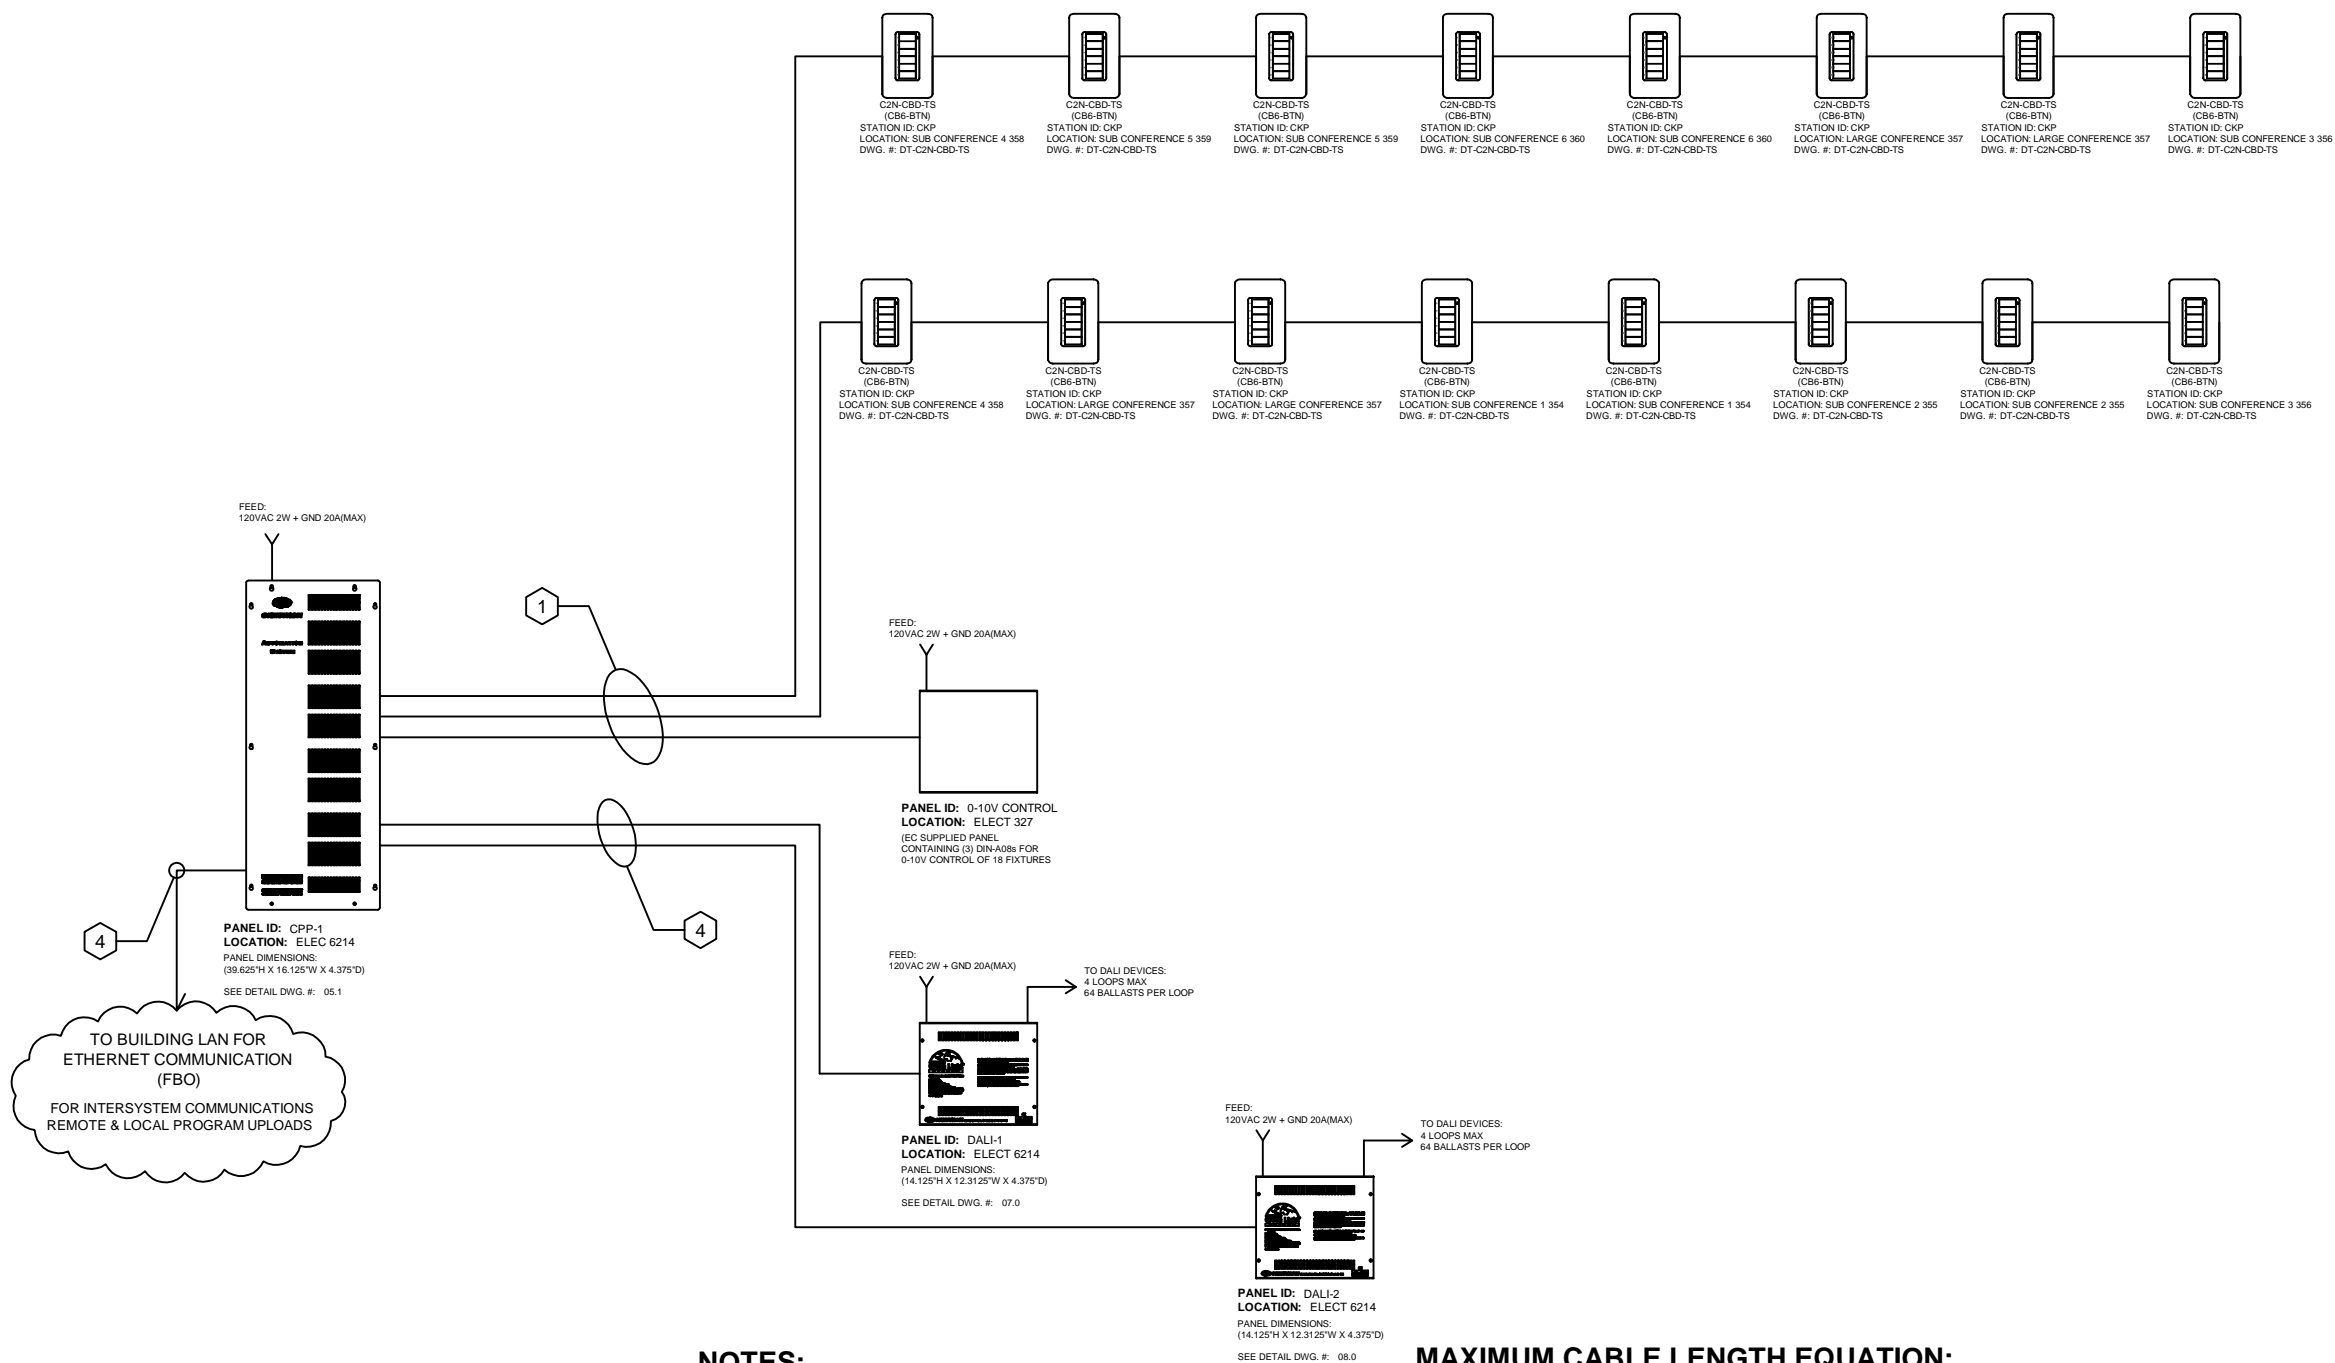 C2N-CBD-TS
(CB6-BTN)
STATION ID: CKP
LOCATION: SUB CONFERENCE 4 358
DWG. #: DT-C2N-CBD-TS
C2N-CBD-TS
(CB6-BTN)
STATION ID: CKP
LOCATION: SUB CONFERENCE 5 359
DWG. #: DT-C2N-CBD-TS
C2N-CBD-TS
(CB6-BTN)
STATION ID: CKP
LOCATION: SUB CONFERENCE 5 359
DWG. #: DT-C2N-CBD-TS
C2N-CBD-TS
(CB6-BTN)
STATION ID: CKP
LOCATION: SUB CONFERENCE 6 360
DWG. #: DT-C2N-CBD-TS
C2N-CBD-TS
(CB6-BTN)
STATION ID: CKP
LOCATION: SUB CONFERENCE 6 360
DWG. #: DT-C2N-CBD-TS
C2N-CBD-TS
(CB6-BTN)
STATION ID: CKP
LOCATION: LARGE CONFERENCE 357
DWG. #: DT-C2N-CBD-TS
C2N-CBD-TS
(CB6-BTN)
STATION ID: CKP
LOCATION: LARGE CONFERENCE 357
DWG. #: DT-C2N-CBD-TS
C2N-CBD-TS
(CB6-BTN)
STATION ID: CKP
LOCATION: SUB CONFERENCE 3 356
DWG. #: DT-C2N-CBD-TS
C2N-CBD-TS
(CB6-BTN)
STATION ID: CKP
LOCATION: SUB CONFERENCE 4 358
DWG. #: DT-C2N-CBD-TS
C2N-CBD-TS
(CB6-BTN)
STATION ID: CKP
LOCATION: LARGE CONFERENCE 357
DWG. #: DT-C2N-CBD-TS
C2N-CBD-TS
(CB6-BTN)
STATION ID: CKP
LOCATION: LARGE CONFERENCE 357
DWG. #: DT-C2N-CBD-TS
C2N-CBD-TS
(CB6-BTN)
STATION ID: CKP
LOCATION: SUB CONFERENCE 1 354
DWG. #: DT-C2N-CBD-TS
C2N-CBD-TS
(CB6-BTN)
STATION ID: CKP
LOCATION: SUB CONFERENCE 1 354
DWG. #: DT-C2N-CBD-TS
C2N-CBD-TS
(CB6-BTN)
STATION ID: CKP
LOCATION: SUB CONFERENCE 2 355
DWG. #: DT-C2N-CBD-TS
C2N-CBD-TS
(CB6-BTN)
STATION ID: CKP
LOCATION: SUB CONFERENCE 2 355
DWG. #: DT-C2N-CBD-TS
C2N-CBD-TS
(CB6-BTN)
STATION ID: CKP
LOCATION: SUB CONFERENCE 3 356
DWG. #: DT-C2N-CBD-TS
FEED:
120VAC 2W + GND 20A(MAX)
1
FEED:
120VAC 2W + GND 20A(MAX)
PANEL ID: 0-10V CONTROL
LOCATION: ELECT 327
(EC SUPPLIED PANEL
CONTAINING (3) DIN-A08s FOR
0-10V CONTROL OF 18 FIXTURES
4
4
PANEL ID: CPP-1
LOCATION: ELEC 6214
PANEL DIMENSIONS:
(39.625"H X 16.125"W X 4.375"D)
SEE DETAIL DWG. #: 05.1
TO BUILDING LAN FOR
ETHERNET COMMUNICATION
(FBO)
FOR INTERSYSTEM COMMUNICATIONS
REMOTE & LOCAL PROGRAM UPLOADS
FEED:
120VAC 2W + GND 20A(MAX)
TO DALI DEVICES:
4 LOOPS MAX
64 BALLASTS PER LOOP
PANEL ID: DALI-1
LOCATION: ELECT 6214
PANEL DIMENSIONS:
(14.125"H X 12.3125"W X 4.375"D)
SEE DETAIL DWG. #: 07.0
FEED:
120VAC 2W + GND 20A(MAX)
TO DALI DEVICES:
4 LOOPS MAX
64 BALLASTS PER LOOP
PANEL ID: DALI-2
LOCATION: ELECT 6214
PANEL DIMENSIONS:
(14.125"H X 12.3125"W X 4.375"D)
SEE DETAIL DWG. #: 08.0
NOTES:
MAXIMUM CABLE LENGTH EQUATION: